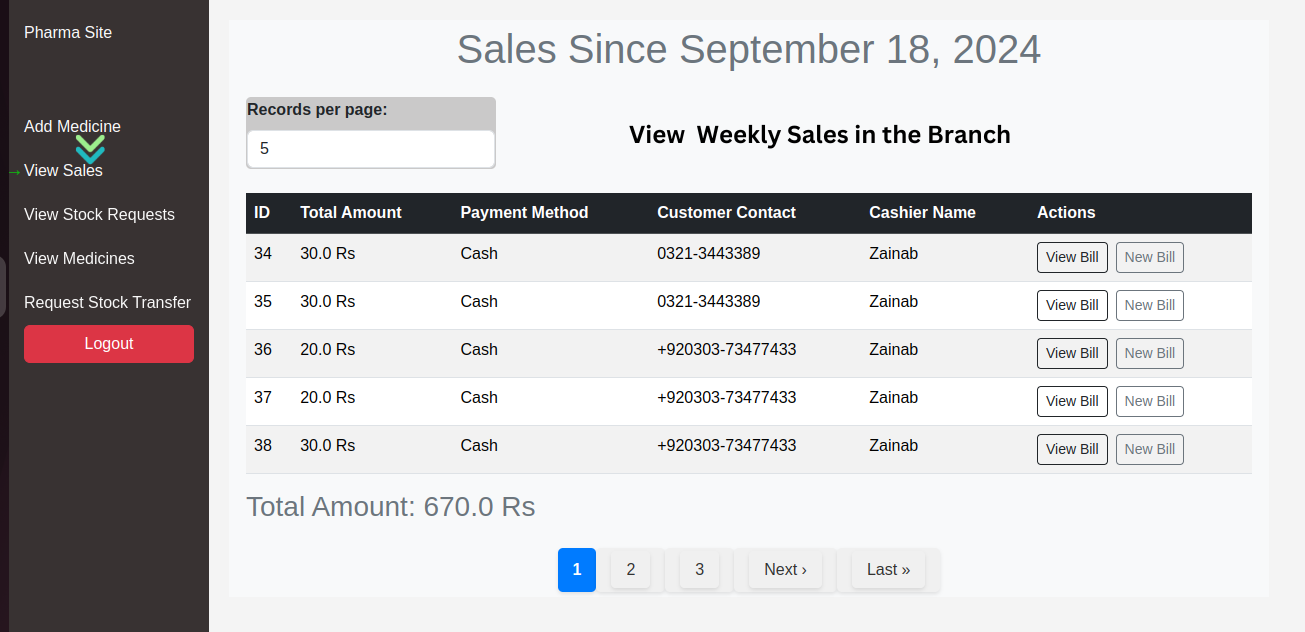 Pharma Site
Add Medicine
→ View Sales
View Stock Requests
View Medicines
Request Stock Transfer
Logout
Sales Since September 18, 2024
Records per page:
5
View Weekly Sales in the Branch
ID Total Amount Payment Method Customer Contact Cashier Name Actions
34 30.0 Rs Cash 0321-3443389 Zainab View Bill New Bill
35 30.0 Rs Cash 0321-3443389 Zainab View Bill New Bill
36 20.0 Rs Cash +920303-73477433 Zainab View Bill New Bill
37 20.0 Rs Cash +920303-73477433 Zainab View Bill New Bill
38 30.0 Rs Cash +920303-73477433 Zainab View Bill New Bill
Total Amount: 670.0 Rs
1 2 3 Next › Last »